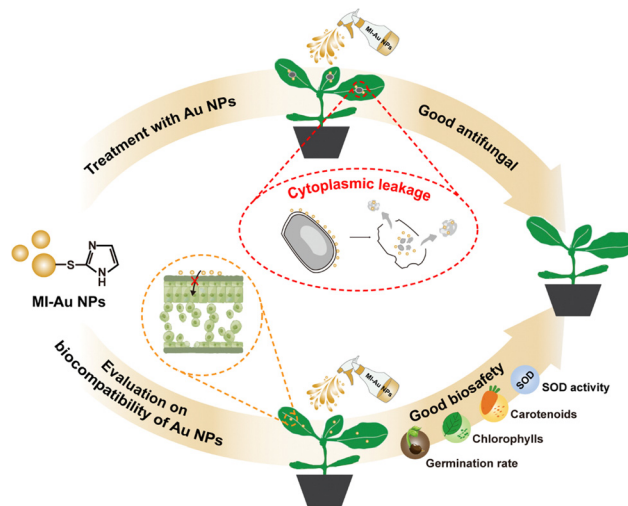 MI-Au NPs
Treatment with Au NPs
Good antifungal
Cytoplasmic leakage
N
S
N
H
MI-Au NPs
Evaluation on
biocompatibility of Au NPs
MI-Au NPs
Good biosafety
SOD
SOD activity
Carotenoids
Chlorophylls
Germination rate